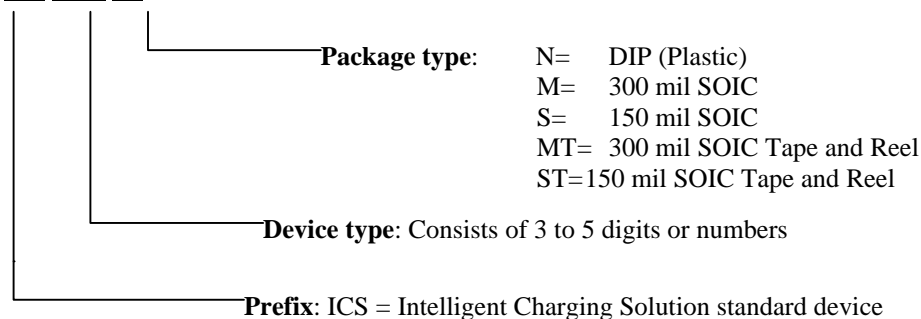 Package type: N= DIP (Plastic)
M= 300 mil SOIC
S= 150 mil SOIC
MT= 300 mil SOIC Tape and Reel
ST=150 mil SOIC Tape and Reel
Device type: Consists of 3 to 5 digits or numbers
Prefix: ICS = Intelligent Charging Solution standard device